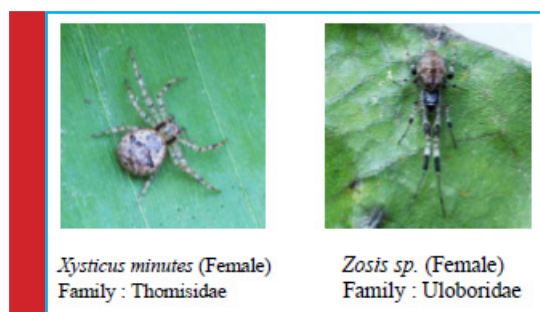 Xysticus minutes (Female)
Family : Thomisidae
Zosis sp. (Female)
Family : Uloboridae